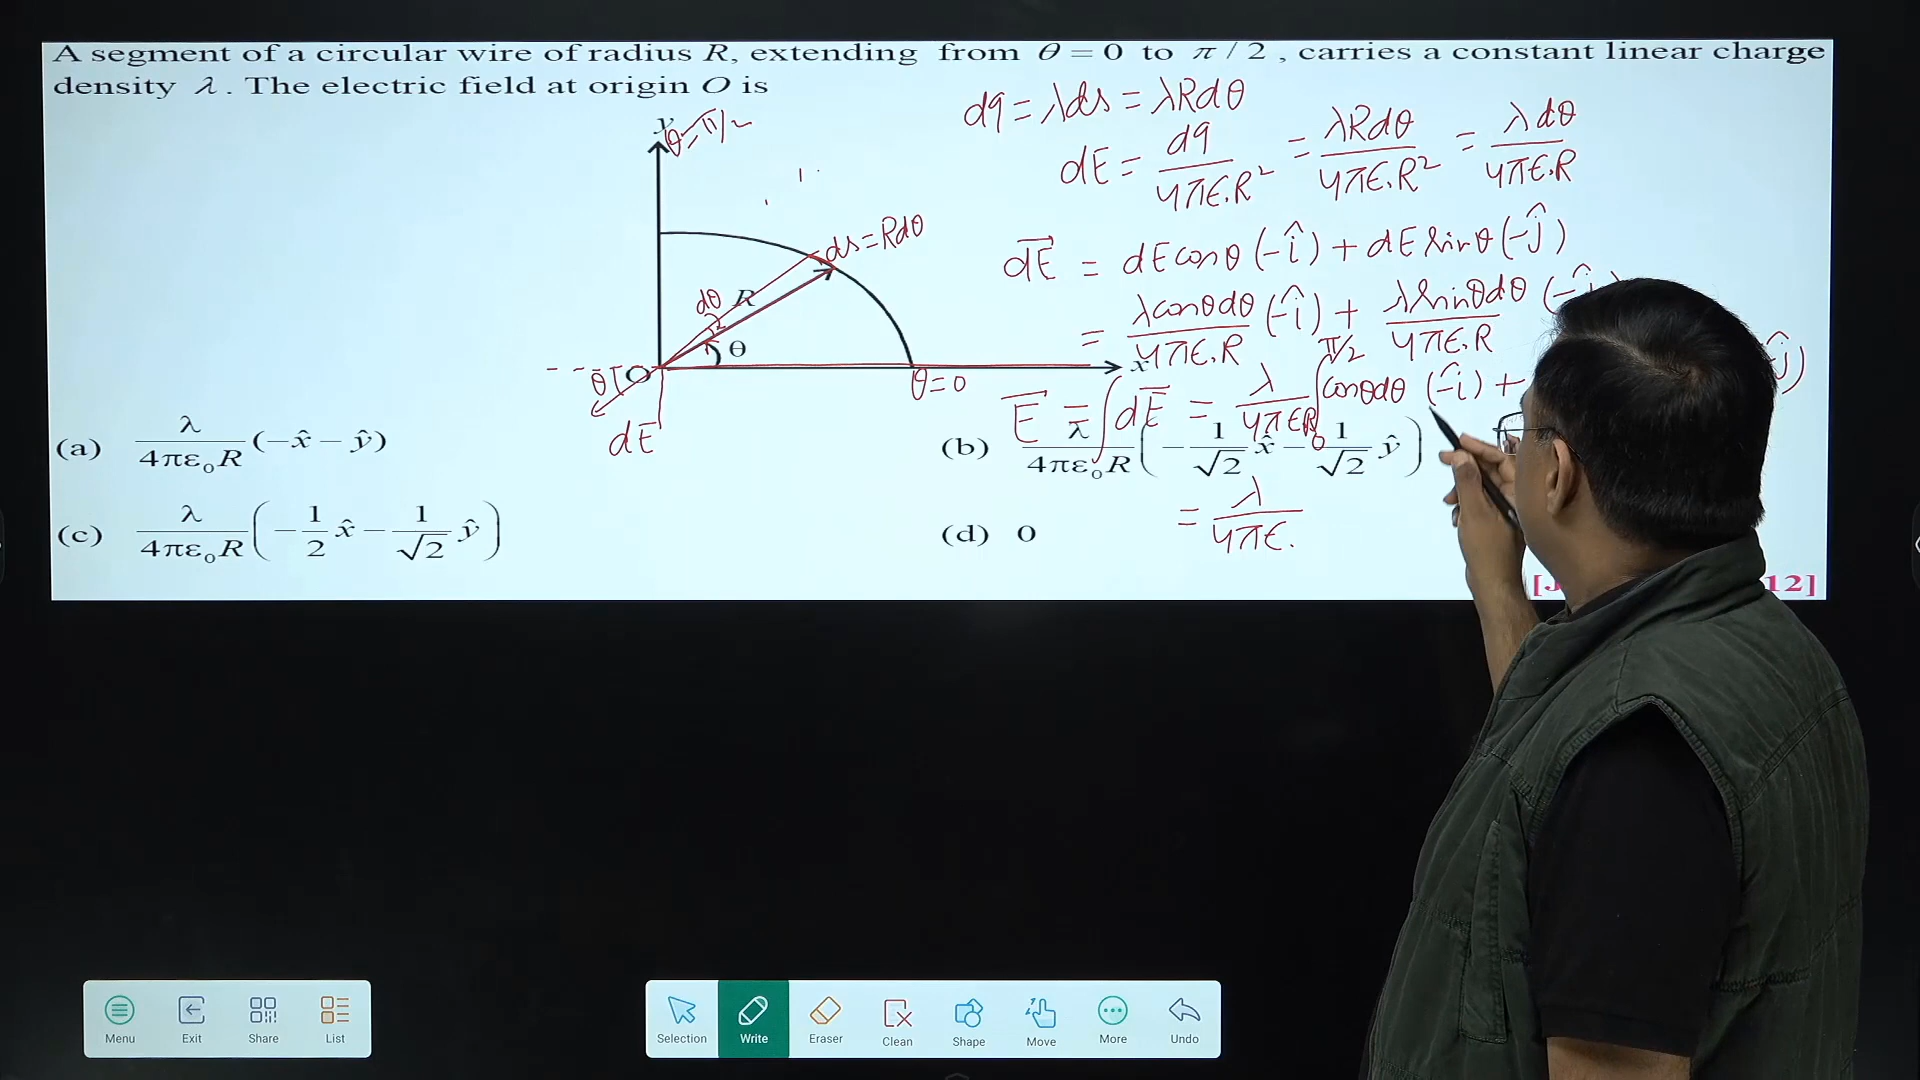 A segment of a circular wire of radius R, extending from θ = 0 to π / 2 , carries a constant linear charge
density λ . The electric field at origin O is
dq = λds = λRdθ
dE = dq/4πε₀R² = λRdθ/4πε₀R² = λdθ/4πε₀R
y
θ = π/2
ds = Rdθ
dθ
R
θ
θ
O
θ = 0
x
dE
dE = dE cosθ (-î) + dE sinθ (-ĵ)
= λcosθdθ/4πε₀R (-î) + λsinθdθ/4πε₀R (-ĵ
E = ∫dE = λ/4πε₀R ∫₀^π/2 cosθdθ (-î) +
ĵ)
(a) λ/4πε₀R (-x̂ - ŷ)
(b) λ/4πε₀R (-1/√2 x̂ - 1/√2 ŷ)
= λ/4πε₀
(c) λ/4πε₀R (-1/2 x̂ - 1/√2 ŷ)
(d) 0
[J
12]
Menu Exit Share List
Selection Write Eraser Clean Shape Move More Undo